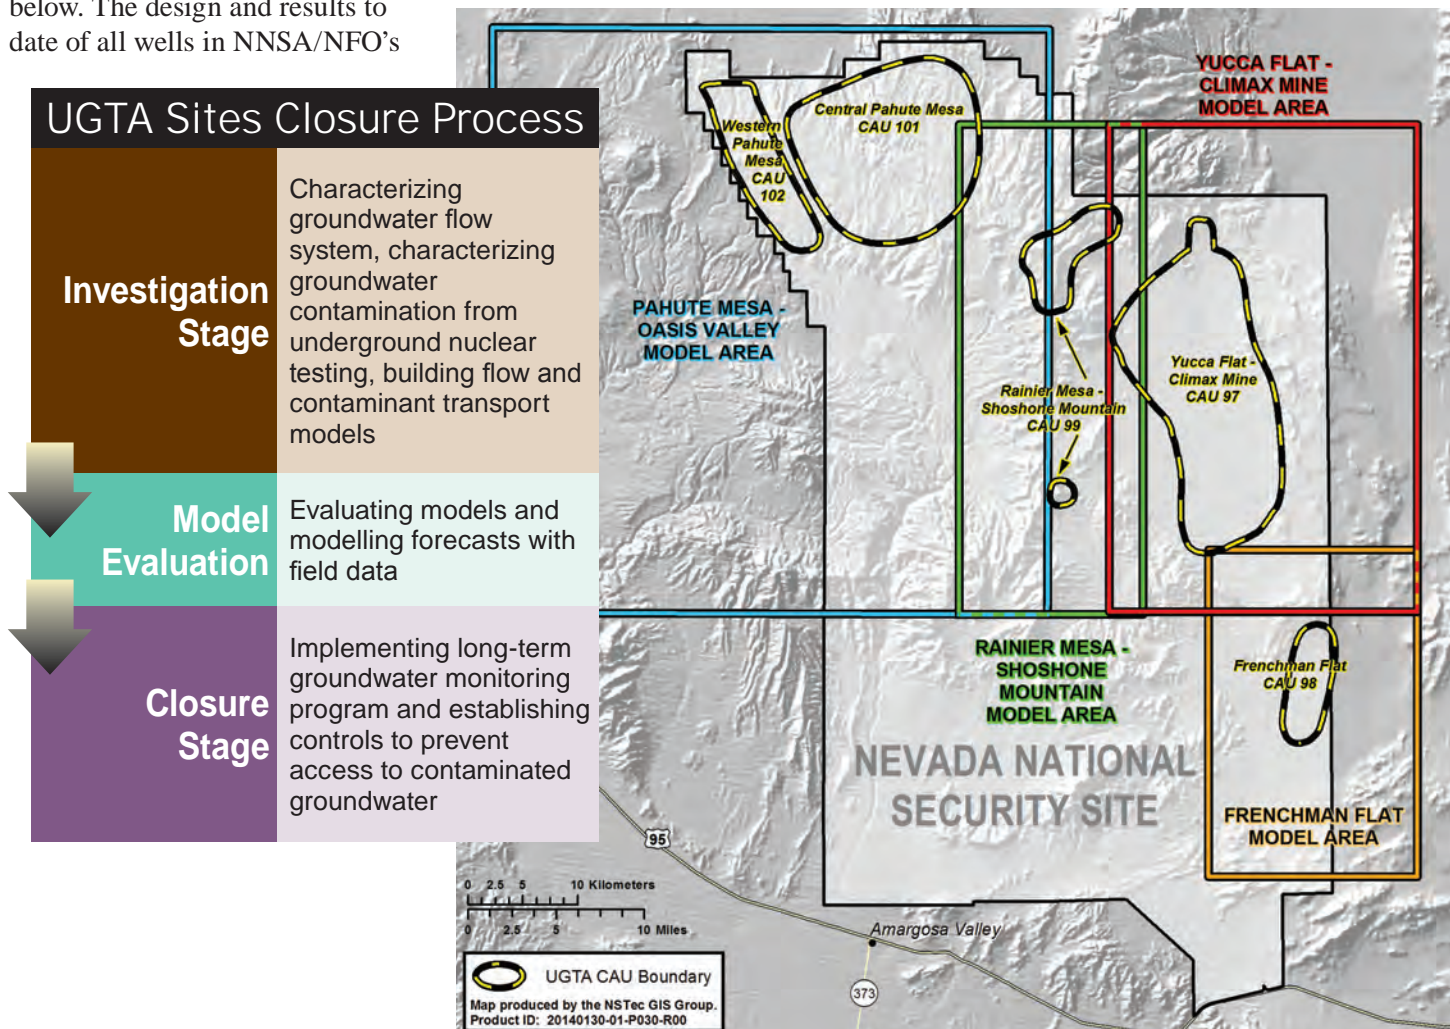 below. The design and results to
date of all wells in NNSA/NFO's
UGTA Sites Closure Process
Investigation
Stage
Characterizing
groundwater flow
system, characterizing
groundwater
contamination from
underground nuclear
testing, building flow and
contaminant transport
models
Model
Evaluation
Evaluating models and
modelling forecasts with
field data
Closure
Stage
Implementing long-term
groundwater monitoring
program and establishing
controls to prevent
access to contaminated
groundwater
YUCCA FLAT -
CLIMAX MINE
MODEL AREA
Central Pahute Mesa
CAU 101
Western
Pahute
Mesa
CAU
102
PAHUTE MESA -
OASIS VALLEY
MODEL AREA
Yucca Flat -
Climax Mine
CAU 97
Rainier Mesa -
Shoshone Mountain
CAU 99
RAINIER MESA -
SHOSHONE
MOUNTAIN
MODEL AREA
Frenchman Flat
CAU 98
NEVADA NATIONAL
SECURITY SITE
FRENCHMAN FLAT
MODEL AREA
95
0 2.5 5 10 Kilometers
0 2.5 5 10 Miles
Amargosa Valley
373
UGTA CAU Boundary
Map produced by the NSTec GIS Group.
Product ID: 20140130-01-P030-R00